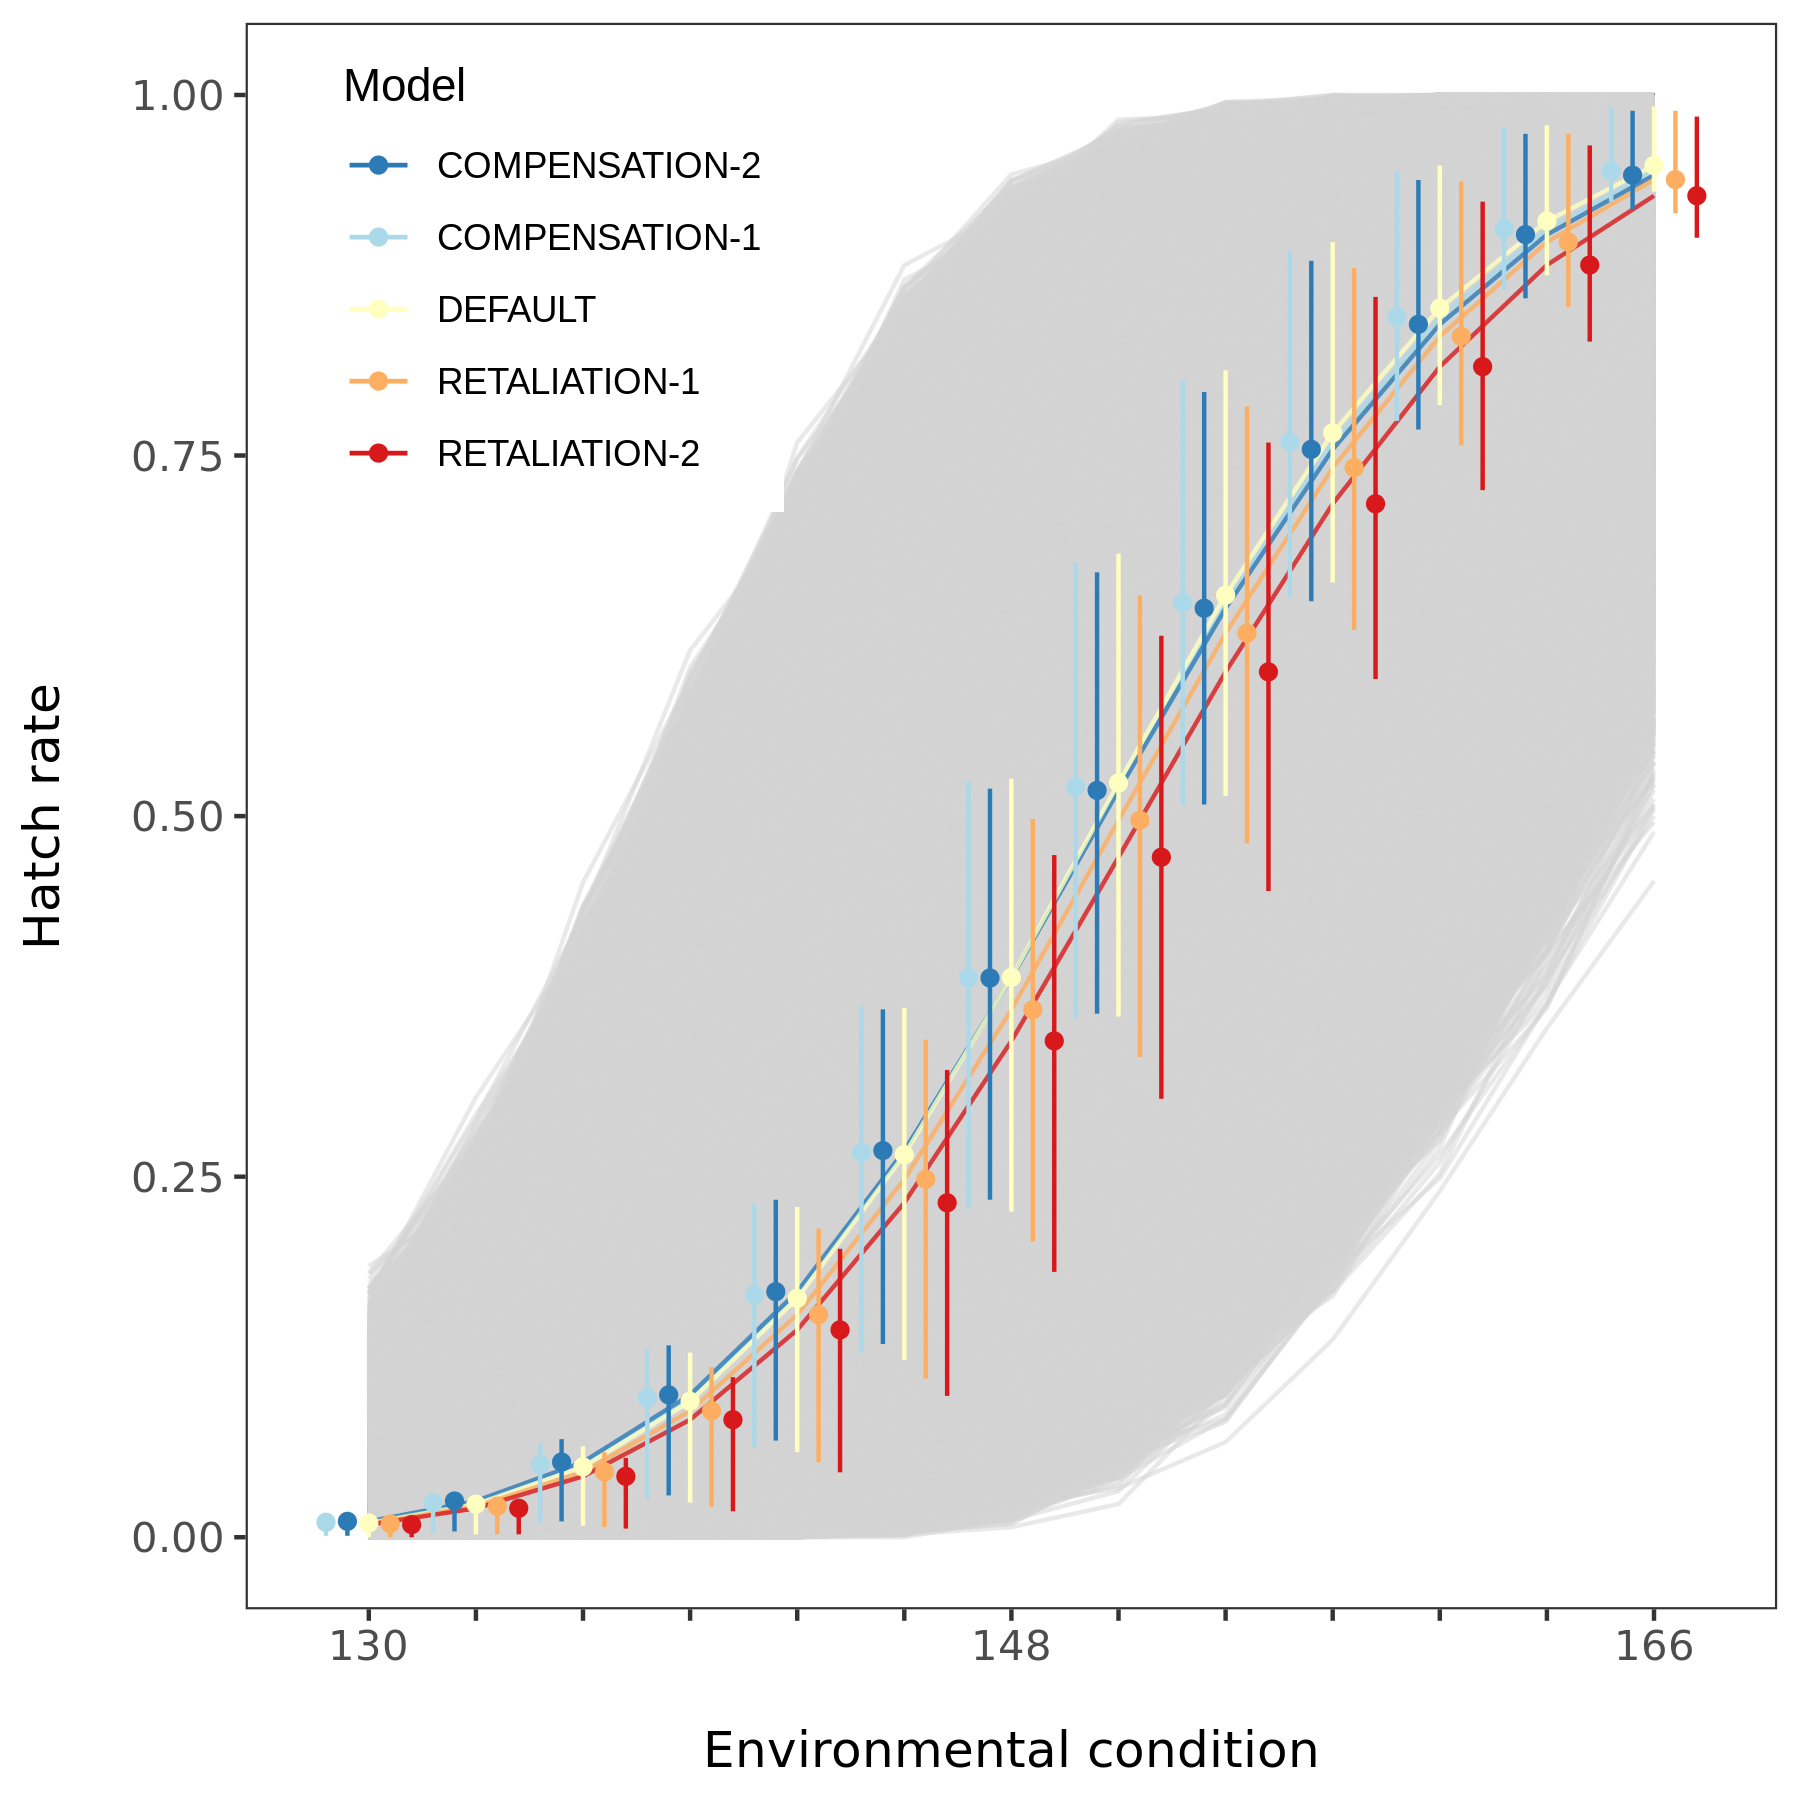 Model
COMPENSATION-2
COMPENSATION-1
DEFAULT
RETALIATION-1
RETALIATION-2
1.00
0.75
0.50
0.25
0.00
Hatch rate
130 148 166
Environmental condition